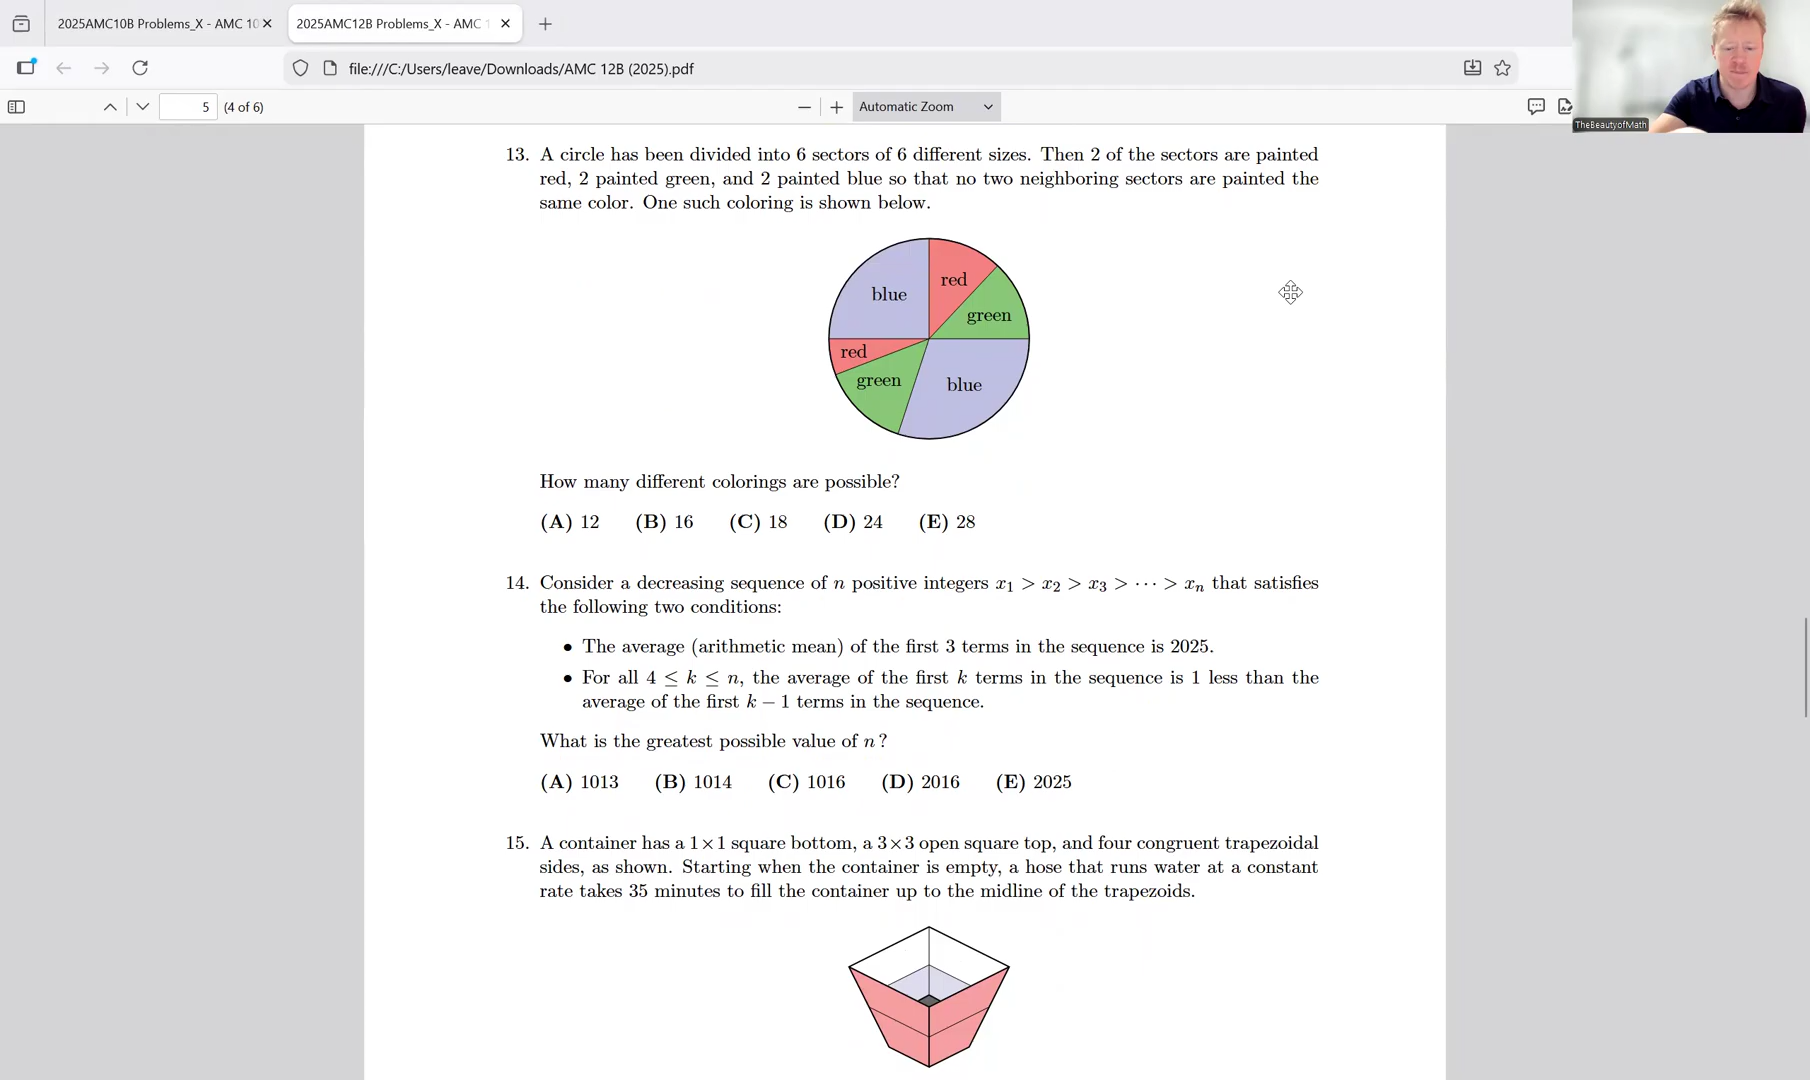 2025AMC10B Problems_X - AMC 10
2025AMC12B Problems_X - AMC 1
file:///C:/Users/leave/Downloads/AMC 12B (2025).pdf
5 (4 of 6)
Automatic Zoom
TheBeautyofMath
13. A circle has been divided into 6 sectors of 6 different sizes. Then 2 of the sectors are painted
red, 2 painted green, and 2 painted blue so that no two neighboring sectors are painted the
same color. One such coloring is shown below.
red
blue
green
red
green
blue
How many different colorings are possible?
(A) 12 (B) 16 (C) 18 (D) 24 (E) 28
14. Consider a decreasing sequence of n positive integers x₁ > x₂ > x₃ > ⋯ > xₙ that satisfies
the following two conditions:
• The average (arithmetic mean) of the first 3 terms in the sequence is 2025.
• For all 4 ≤ k ≤ n, the average of the first k terms in the sequence is 1 less than the
average of the first k − 1 terms in the sequence.
What is the greatest possible value of n?
(A) 1013 (B) 1014 (C) 1016 (D) 2016 (E) 2025
15. A container has a 1×1 square bottom, a 3×3 open square top, and four congruent trapezoidal
sides, as shown. Starting when the container is empty, a hose that runs water at a constant
rate takes 35 minutes to fill the container up to the midline of the trapezoids.